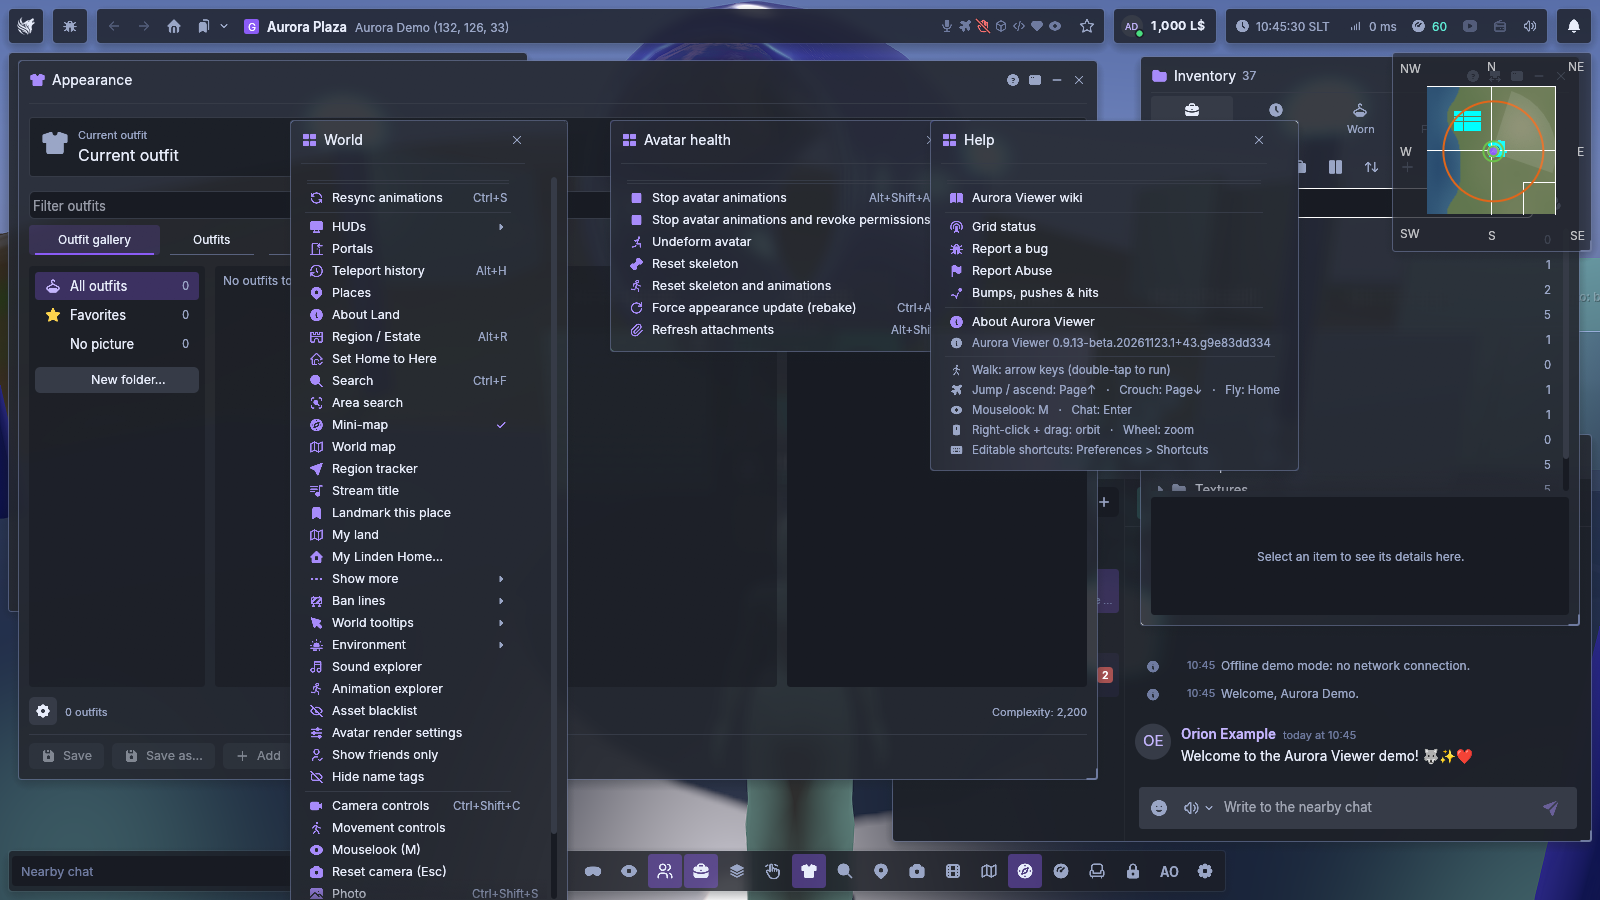 G Aurora Plaza Aurora Demo (132, 126, 33)
AD 1,000 L$
10:45:30 SLT 0 ms 60
Appearance
Current outfit
Current outfit
Filter outfits
Outfit gallery
Outfits
All outfits 0
Favorites 0
No picture 0
New folder...
No outfits to
0 outfits
Complexity: 2,200
Save
Save as...
Add
World
Resync animations Ctrl+S
HUDs
Portals
Teleport history Alt+H
Places
About Land
Region / Estate Alt+R
Set Home to Here
Search Ctrl+F
Area search
Mini-map
World map
Region tracker
Stream title
Landmark this place
My land
My Linden Home...
Show more
Ban lines
World tooltips
Environment
Sound explorer
Animation explorer
Asset blacklist
Avatar render settings
Show friends only
Hide name tags
Camera controls Ctrl+Shift+C
Movement controls
Mouselook (M)
Reset camera (Esc)
Photo Ctrl+Shift+S
Avatar health
Stop avatar animations Alt+Shift+A
Stop avatar animations and revoke permissions
Undeform avatar
Reset skeleton
Reset skeleton and animations
Force appearance update (rebake) Ctrl+A
Refresh attachments Alt+Shi
Help
Aurora Viewer wiki
Grid status
Report a bug
Report Abuse
Bumps, pushes & hits
About Aurora Viewer
Aurora Viewer 0.9.13-beta.20261123.1+43.g9e83dd334
Walk: arrow keys (double-tap to run)
Jump / ascend: Page↑ · Crouch: Page↓ · Fly: Home
Mouselook: M · Chat: Enter
Right-click + drag: orbit · Wheel: zoom
Editable shortcuts: Preferences > Shortcuts
Inventory 37
Worn
NW N NE
W E
SW S SE
0
1
2
5
1
0
1
1
0
5
Textures 5
Select an item to see its details here.
2
10:45 Offline demo mode: no network connection.
10:45 Welcome, Aurora Demo.
OE Orion Example today at 10:45
Welcome to the Aurora Viewer demo! 🐺✨❤️
Write to the nearby chat
Nearby chat
AO